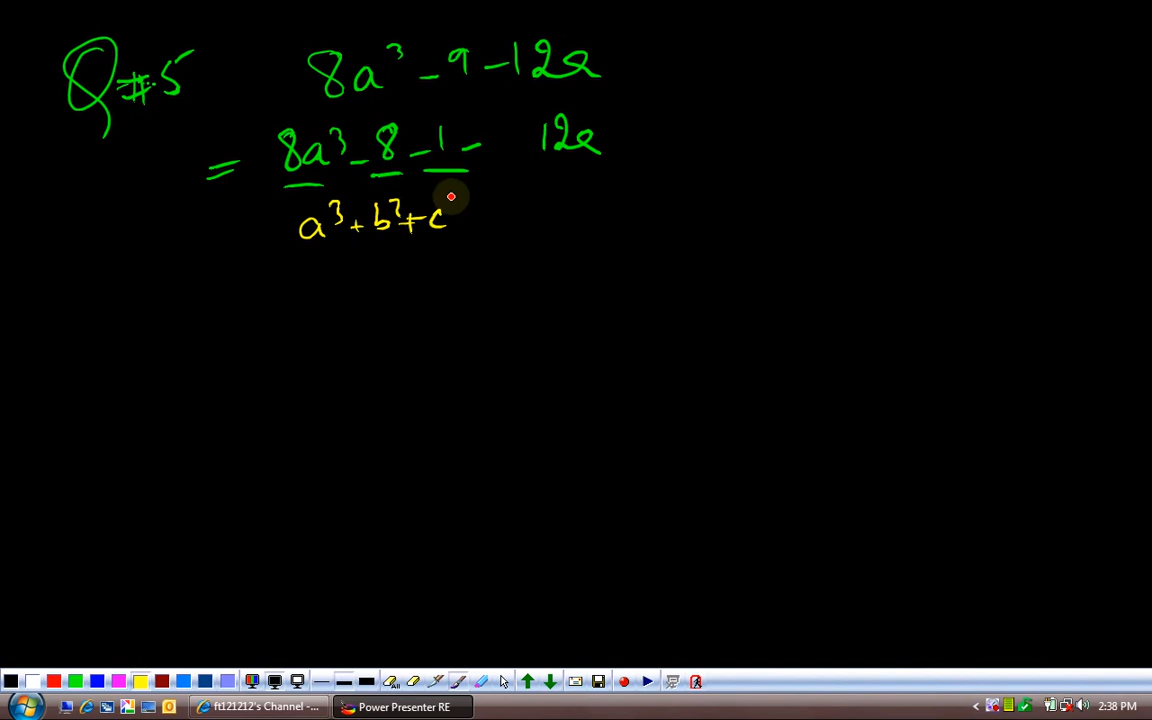 Q#5 8a³ - 9 - 12a
= 8a³ - 8 - 1 - 12a
a³ + b³ + c
ft121212's Channel -...
Power Presenter RE
2:38 PM